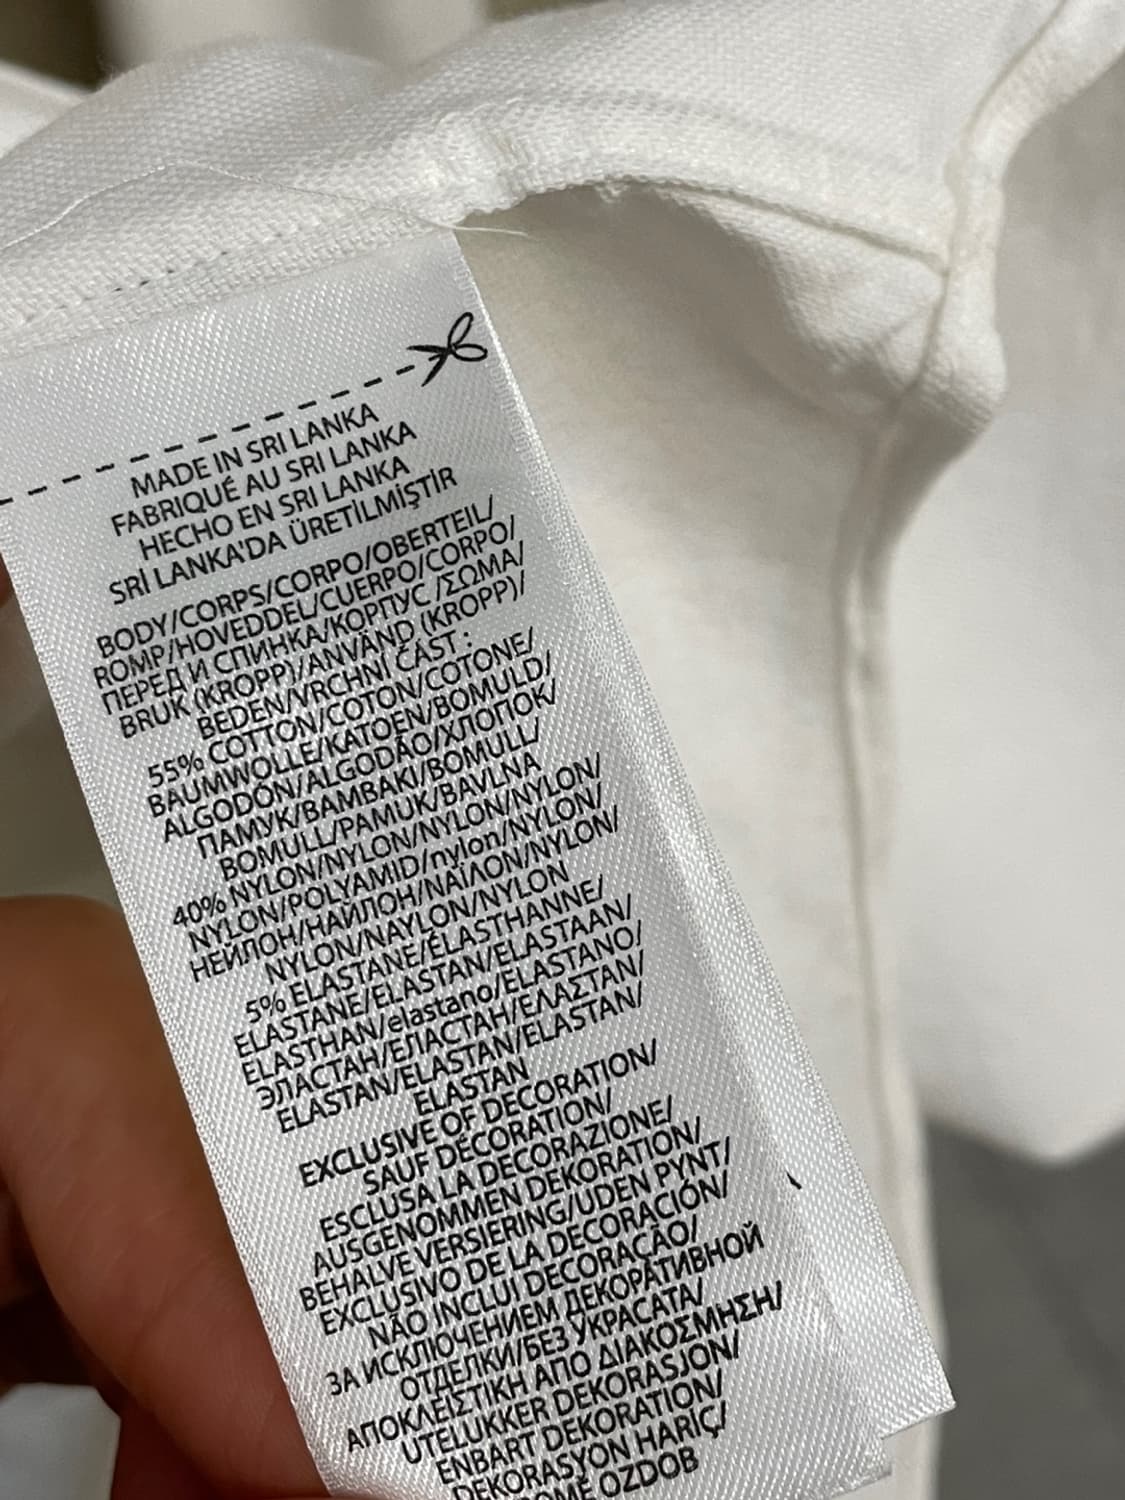 MADE IN SRI LANKA
FABRIQUÉ AU SRI LANKA
HECHO EN SRI LANKA
SRİ LANKA'DA ÜRETİLMİŞTİR
BODY/CORPS/CORPO/OBERTEIL/
ROMP/HOVEDDEL/CUERPO/CORPO/
ПЕРЕД И СПИНКА/КОРПУС /ΣΩΜΑ/
BRUK (KROPP)/ANVÄND (KROPP)/
BEDEN/VRCHNÍ ČÁST :
55% COTTON/COTON/COTONE/
BAUMWOLLE/KATOEN/BOMULD/
ALGODÓN/ALGODÃO/ХЛОПОК/
ПАМУК/ΒΑΜΒΑΚΙ/BOMULL/
BOMULL/PAMUK/BAVLNA
40% NYLON/NYLON/NYLON/NYLON/
NYLON/POLYAMID/nylon/NYLON/
НЕЙЛОН/НАЙЛОН/ΝΑΪΛΟΝ/NYLON/
NYLON/NAYLON/NYLON
5% ELASTANE/ÉLASTHANNE/
ELASTANE/ELASTAN/ELASTAAN/
ELASTHAN/elastano/ELASTANO/
ЭЛАСТАН/ЕЛАСТАН/ΕΛΑΣΤΑΝ/
ELASTAN/ELASTAN/ELASTAN/
ELASTAN
EXCLUSIVE OF DECORATION/
SAUF DÉCORATION/
ESCLUSA LA DECORAZIONE/
AUSGENOMMEN DEKORATION/
BEHALVE VERSIERING/UDEN PYNT/
EXCLUSIVO DE LA DECORACIÓN/
NÃO INCLUI DECORAÇÃO/
ЗА ИСКЛЮЧЕНИЕМ ДЕКОРАТИВНОЙ
ОТДЕЛКИ/БЕЗ УКРАСАТА/
ΑΠΟΚΛΕΙΣΤΙΚΗ ΑΠΟ ΔΙΑΚΟΣΜΗΣΗ/
UTELUKKER DEKORASJON/
ENBART DEKORATION/
DEKORASYON HARİÇ/
OZDOB